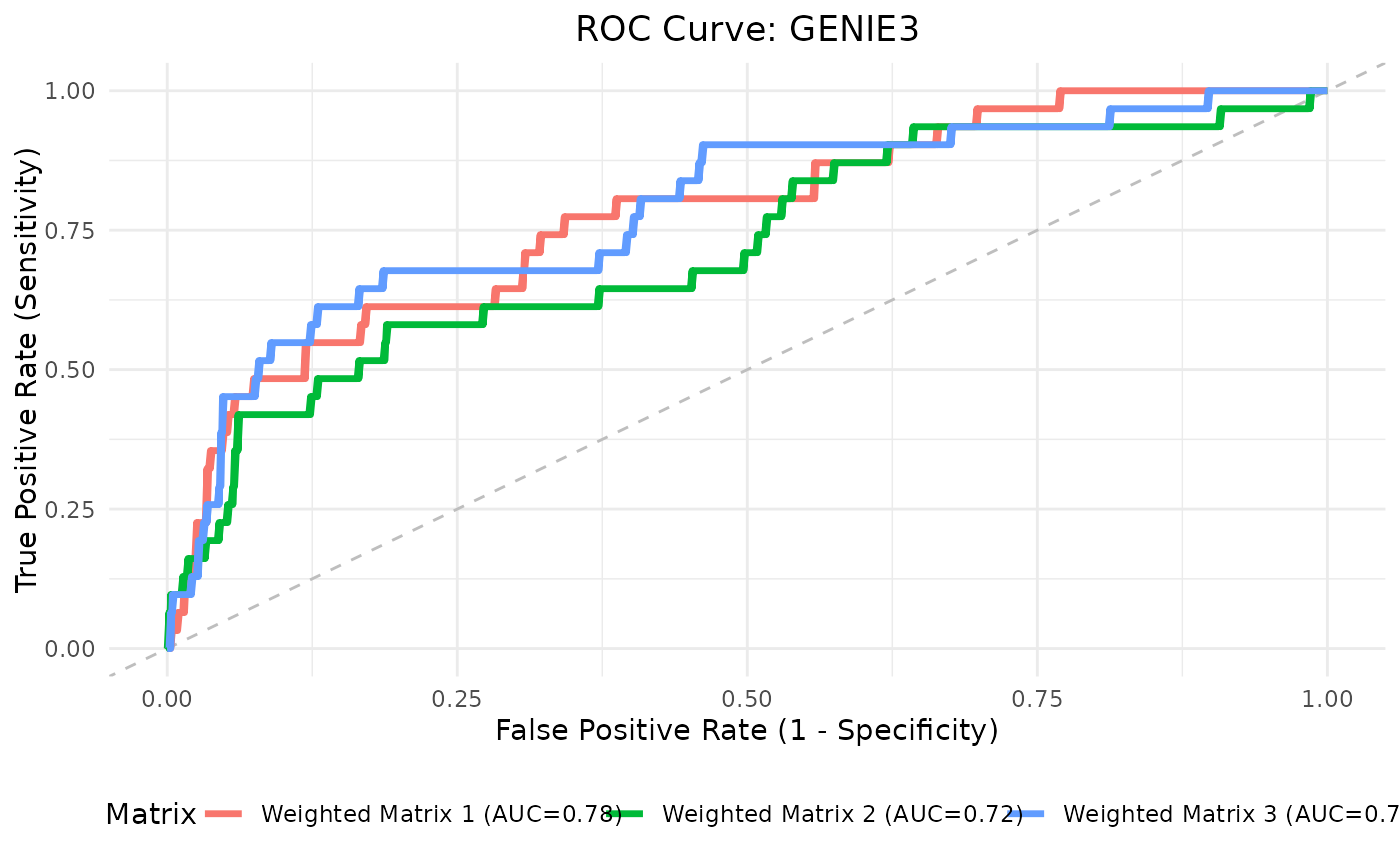 ROC Curve: GENIE3
True Positive Rate (Sensitivity)
1.00
0.75
0.50
0.25
0.00
0.00 0.25 0.50 0.75 1.00
False Positive Rate (1 - Specificity)
Matrix Weighted Matrix 1 (AUC=0.78) Weighted Matrix 2 (AUC=0.72) Weighted Matrix 3 (AUC=0.7